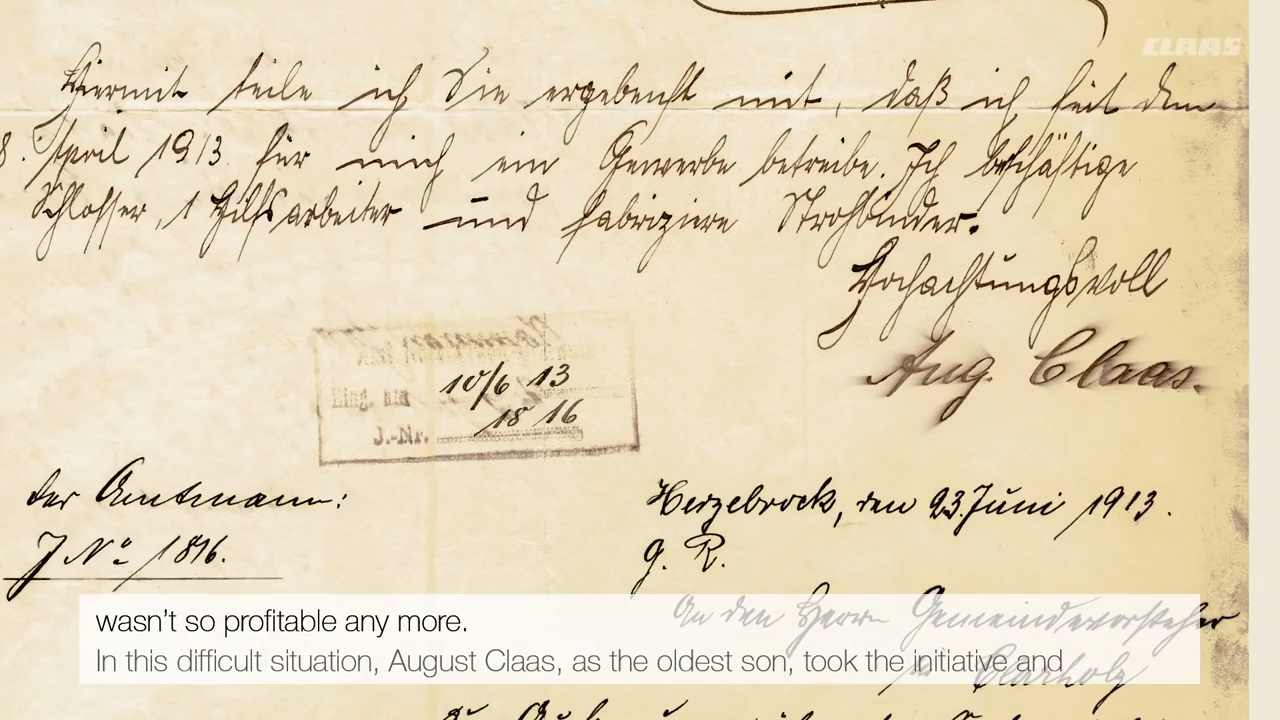 CLAAS
Hiermit teile ich Sie ergebenst mit, daß ich seit dem
8. April 1913 für mich ein Gewerbe betreibe. Ich beschäftige
Schlosser, 1 Hilfsarbeiter und fabriziere Strohbinder.
Hochachtungsvoll
Aug. Claas.
Eing. am 10/6 13
J.-Nr. 18 16
der Amtmann:
J No 1816.
Herzebrock, den 23. Juni 1913.
g. R.
An den Herrn Gemeindevorsteher
Clarholz
wasn't so profitable any more.
In this difficult situation, August Claas, as the oldest son, took the initiative and